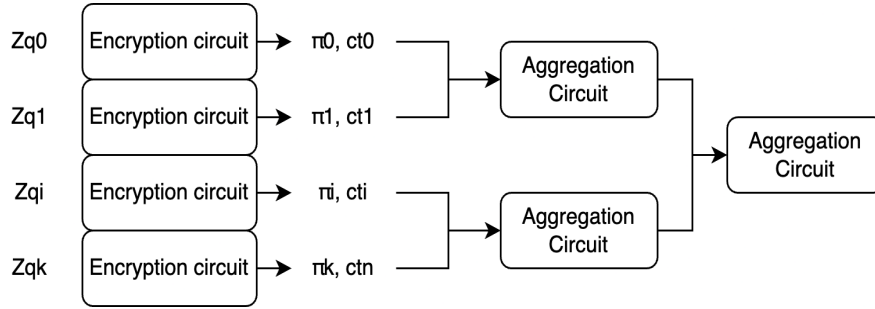 Zq0 Encryption circuit π0, ct0
Zq1 Encryption circuit π1, ct1
Zqi Encryption circuit πi, cti
Zqk Encryption circuit πk, ctn
Aggregation
Circuit
Aggregation
Circuit
Aggregation
Circuit